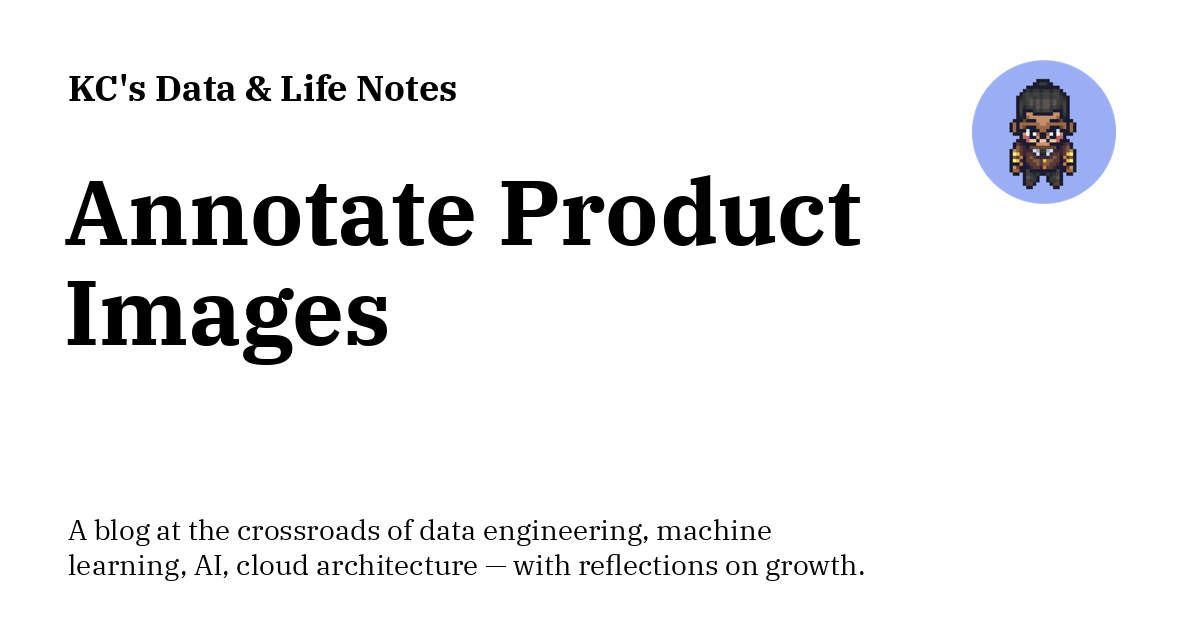 KC's Data & Life Notes
Annotate Product
Images
A blog at the crossroads of data engineering, machine
learning, AI, cloud architecture — with reflections on growth.